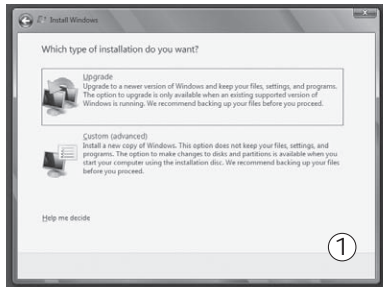 Install Windows
Which type of installation do you want?
Upgrade
Upgrade to a newer version of Windows and keep your files, settings, and programs.
The option to upgrade is only available when an existing supported version of
Windows is running. We recommend backing up your files before you proceed.
Custom (advanced)
Install a new copy of Windows. This option does not keep your files, settings, and
programs. The option to make changes to disks and partitions is available when you
start your computer using the installation disc. We recommend backing up your files
before you proceed.
Help me decide
1